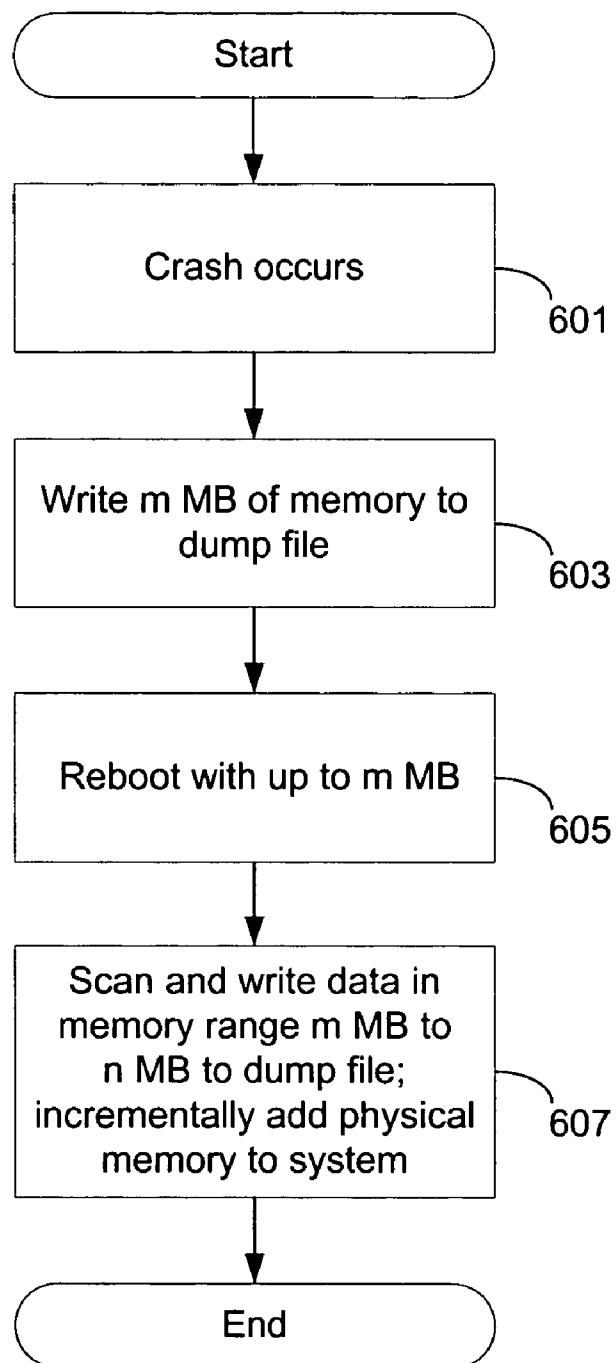 Start
Crash occurs
601
Write m MB of memory to
dump file
603
Reboot with up to m MB
605
Scan and write data in
memory range m MB to
n MB to dump file;
incrementally add physical
memory to system
607
End